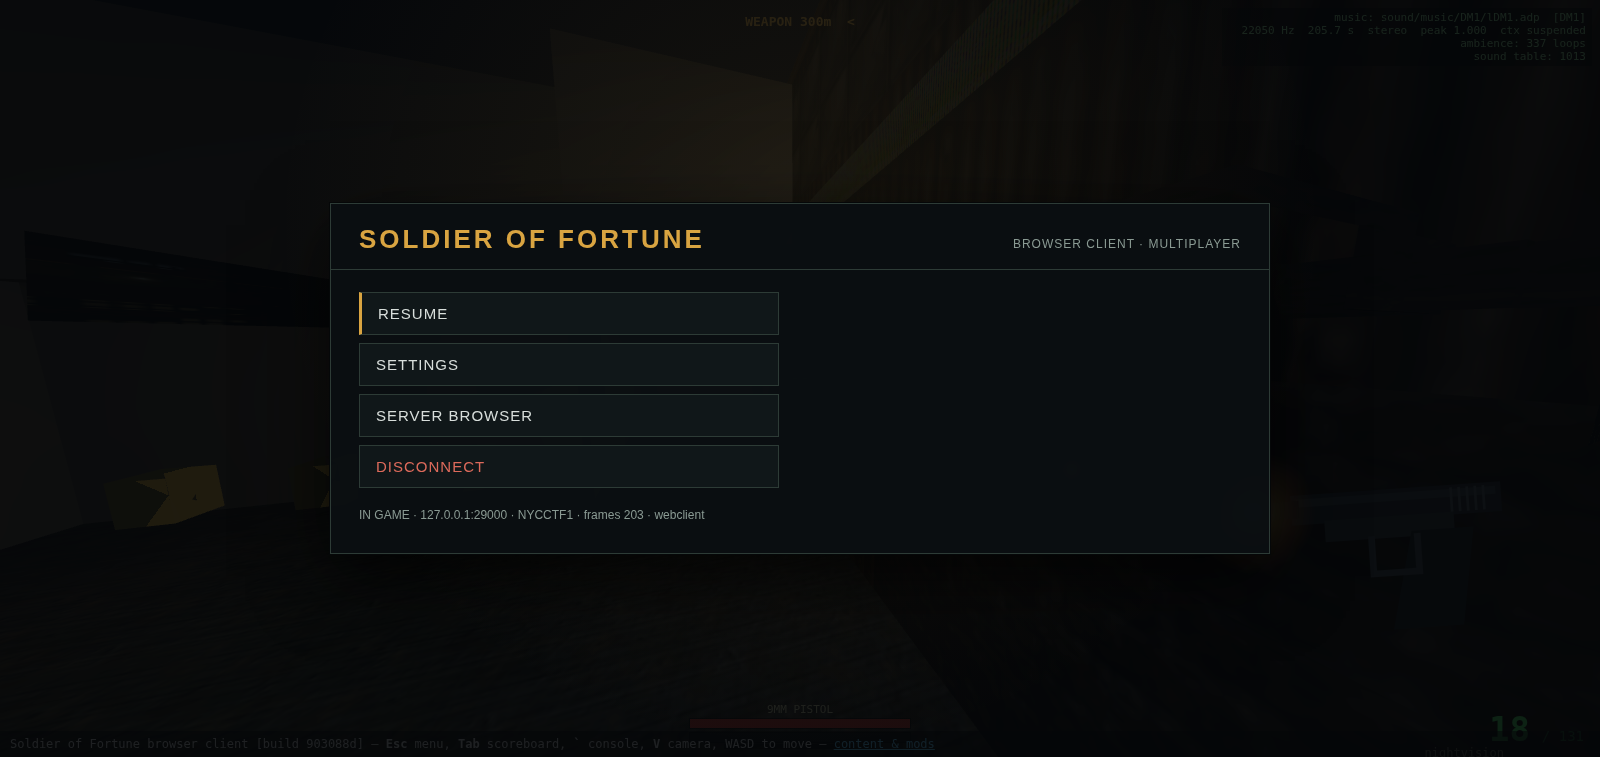 WEAPON 300m <
music: sound/music/DM1/lDM1.adp [DM1]
22050 Hz 205.7 s stereo peak 1.000 ctx suspended
ambience: 337 loops
sound table: 1013
SOLDIER OF FORTUNE
BROWSER CLIENT · MULTIPLAYER
RESUME
SETTINGS
SERVER BROWSER
DISCONNECT
IN GAME · 127.0.0.1:29000 · NYCCTF1 · frames 203 · webclient
9MM PISTOL
18 / 131
Soldier of Fortune browser client [build 903088d] — Esc menu, Tab scoreboard, ` console, V camera, WASD to move — content & mods
nightvision